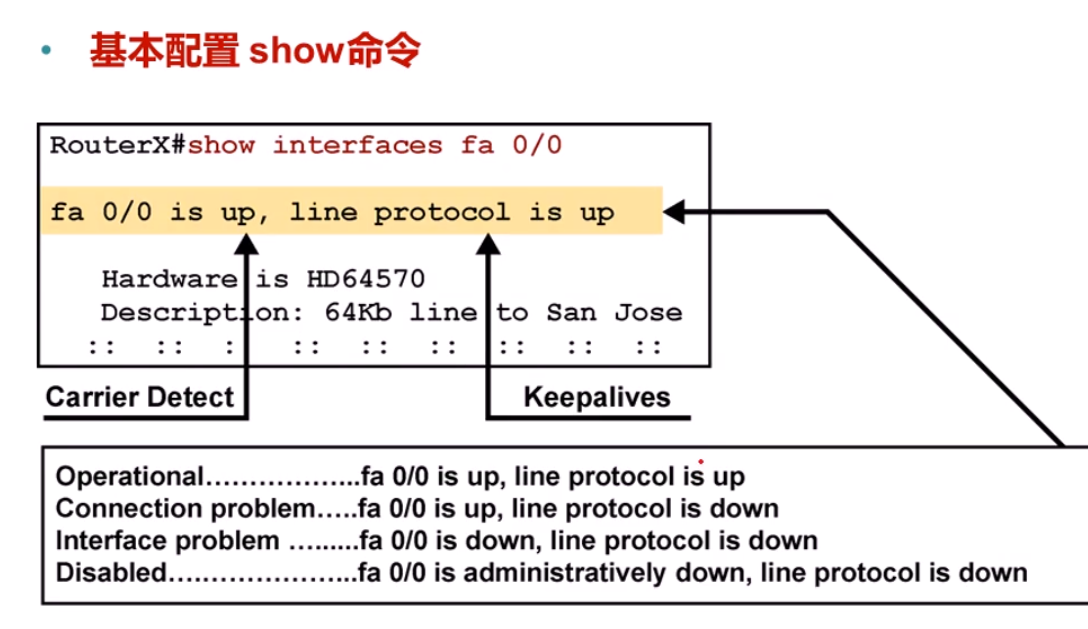 • 基本配置 show命令
RouterX#show interfaces fa 0/0
fa 0/0 is up, line protocol is up
Hardware is HD64570
Description: 64Kb line to San Jose
:: :: : :: :: :: :: :: ::
Carrier Detect
Keepalives
Operational………………...fa 0/0 is up, line protocol is up
Connection problem…..fa 0/0 is up, line protocol is down
Interface problem ….......fa 0/0 is down, line protocol is down
Disabled…………………...fa 0/0 is administratively down, line protocol is down